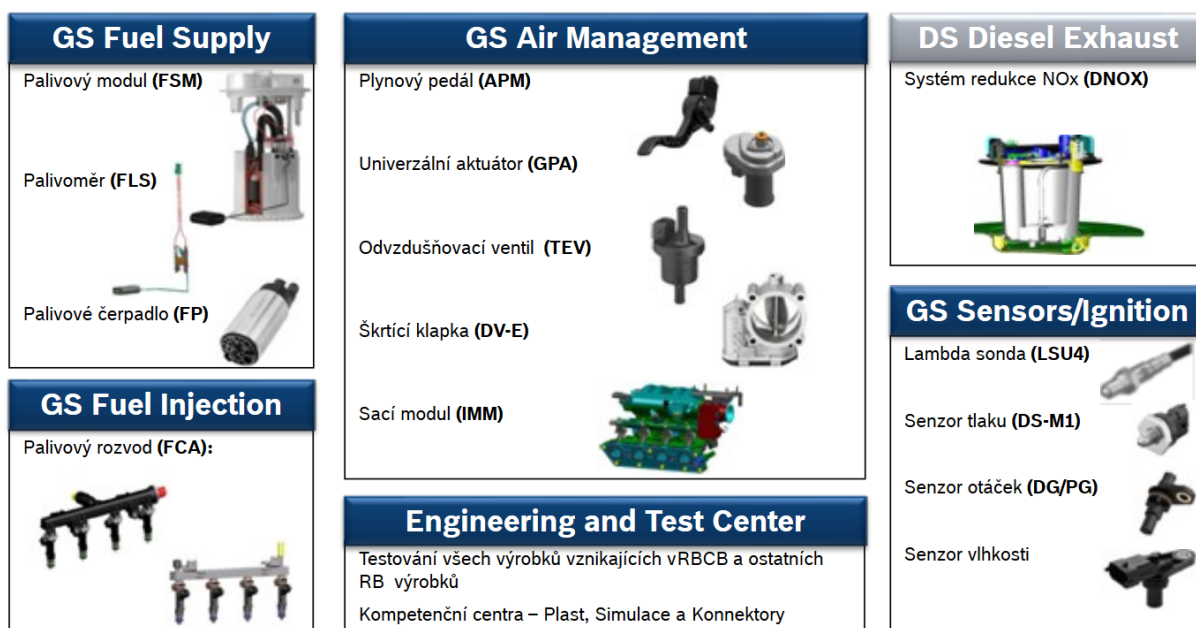 GS Fuel Supply
Palivový modul (FSM)
Palivoměr (FLS)
Palivové čerpadlo (FP)
GS Fuel Injection
Palivový rozvod (FCA):
GS Air Management
Plynový pedál (APM)
Univerzální aktuátor (GPA)
Odvzdušňovací ventil (TEV)
Škrtící klapka (DV-E)
Sací modul (IMM)
Engineering and Test Center
Testování všech výrobků vznikajících vRBCB a ostatních
RB výrobků
Kompetenční centra – Plast, Simulace a Konnektory
DS Diesel Exhaust
Systém redukce NOx (DNOX)
GS Sensors/Ignition
Lambda sonda (LSU4)
Senzor tlaku (DS-M1)
Senzor otáček (DG/PG)
Senzor vlhkosti